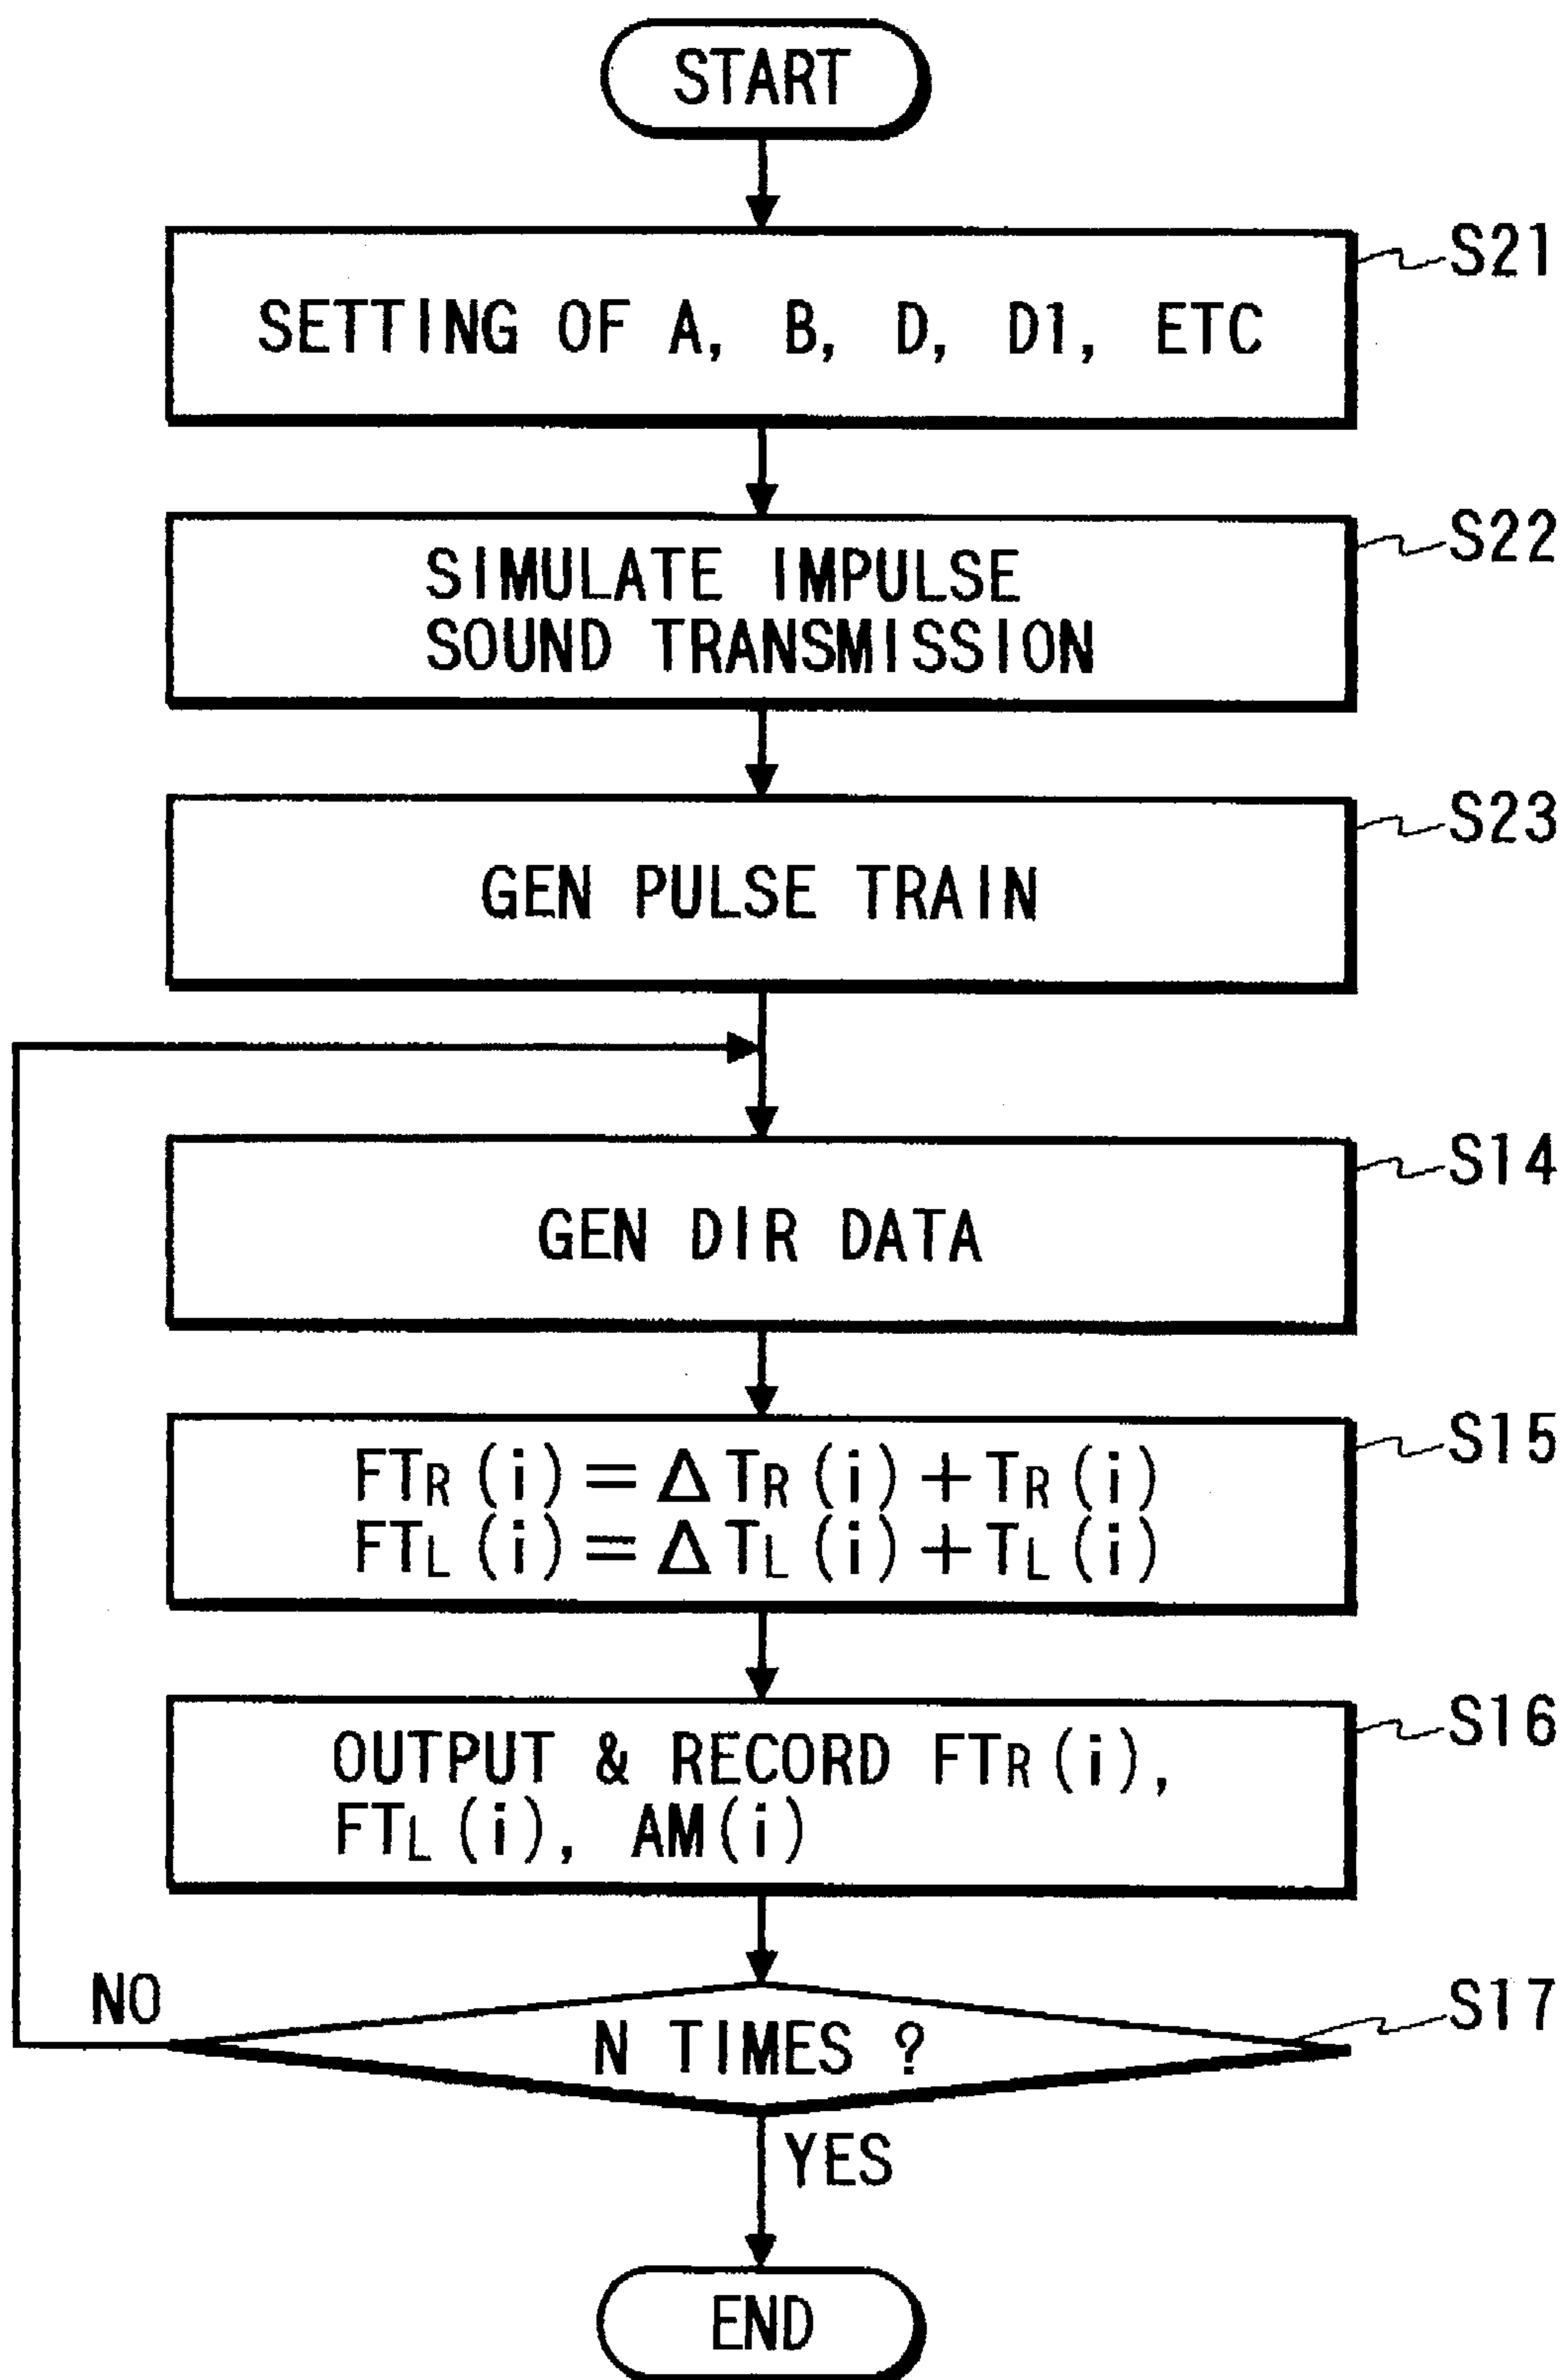 START
S21
SETTING OF A, B, D, D1, ETC
S22
SIMULATE IMPULSE
SOUND TRANSMISSION
S23
GEN PULSE TRAIN
S14
GEN DIR DATA
S15
FTR(i)=ΔTR(i)+TR(i)
FTL(i)=ΔTL(i)+TL(i)
S16
OUTPUT & RECORD FTR(i),
FTL(i), AM(i)
S17
NO
N TIMES ?
YES
END